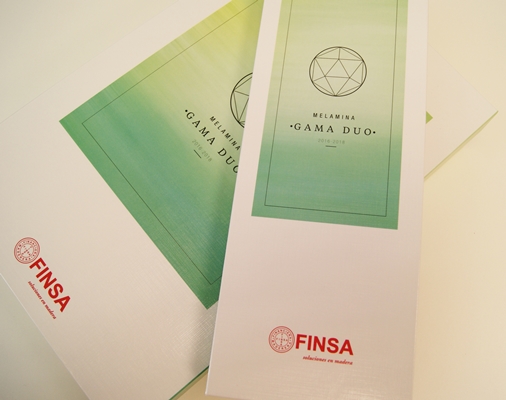 MELAMINA
•GAMA DUO•
FINSA
soluciones en madera
MELAMINA
•GAMA DUO•
FINSA
soluciones en madera